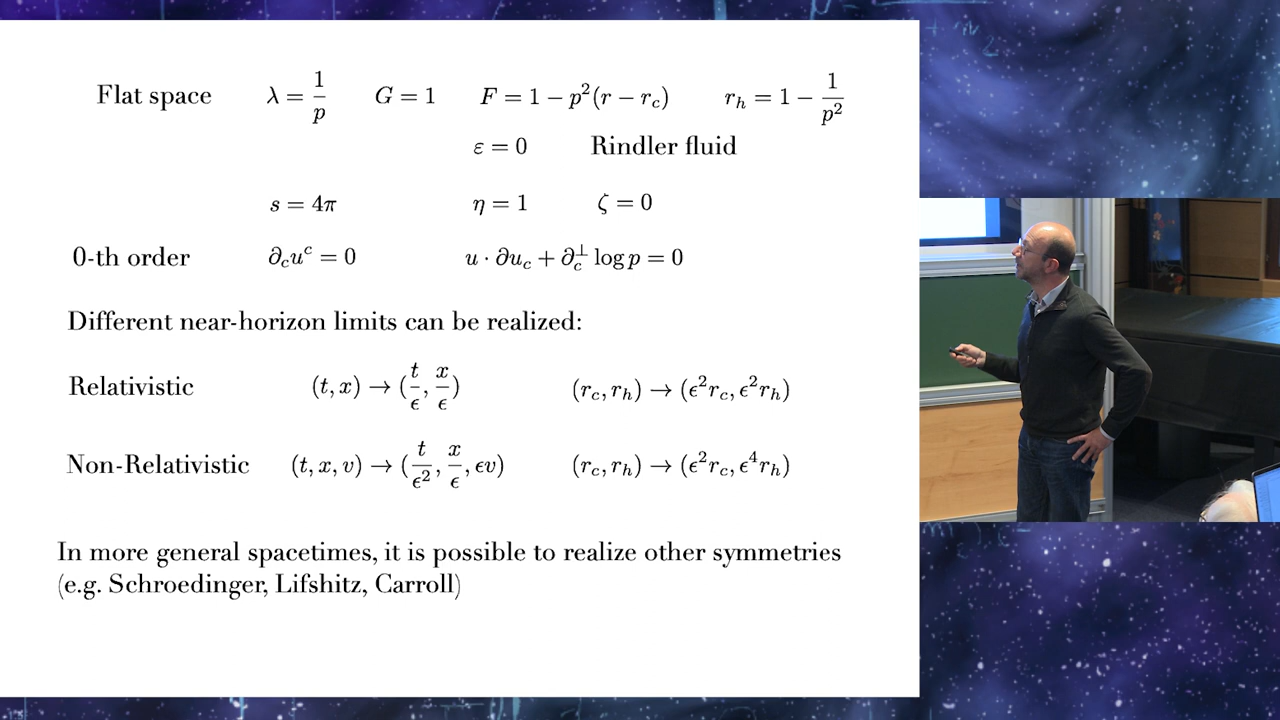 Flat space λ = 1/p G = 1 F = 1 − p²(r − r_c) r_h = 1 − 1/p²
ε = 0 Rindler fluid
s = 4π η = 1 ζ = 0
0-th order ∂_c u^c = 0 u · ∂u_c + ∂_c^⊥ log p = 0
Different near-horizon limits can be realized:
Relativistic (t, x) → (t/ϵ, x/ϵ) (r_c, r_h) → (ϵ²r_c, ϵ²r_h)
Non-Relativistic (t, x, v) → (t/ϵ², x/ϵ, ϵv) (r_c, r_h) → (ϵ²r_c, ϵ⁴r_h)
In more general spacetimes, it is possible to realize other symmetries
(e.g. Schroedinger, Lifshitz, Carroll)